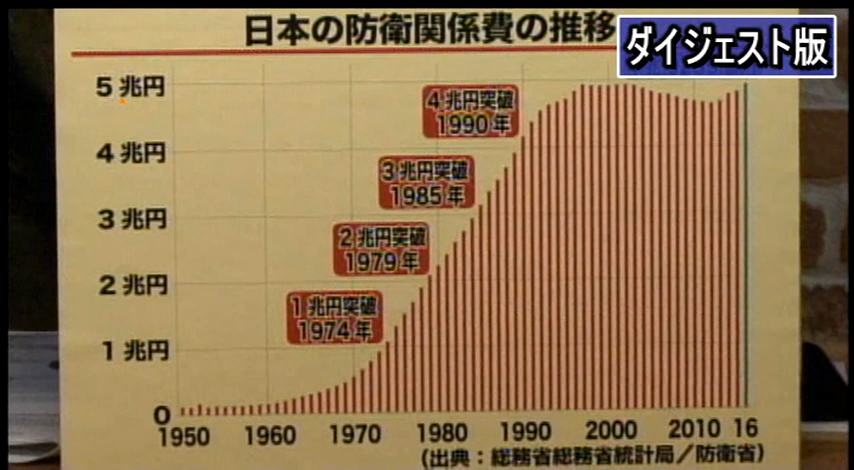 日本の防衛関係費の推移
ダイジェスト版
5兆円
4兆円
3兆円
2兆円
1兆円
0
4兆円突破
1990年
3兆円突破
1985年
2兆円突破
1979年
1兆円突破
1974年
1950 1960 1970 1980 1990 2000 2010 16
(出典：総務省総務省統計局／防衛省)